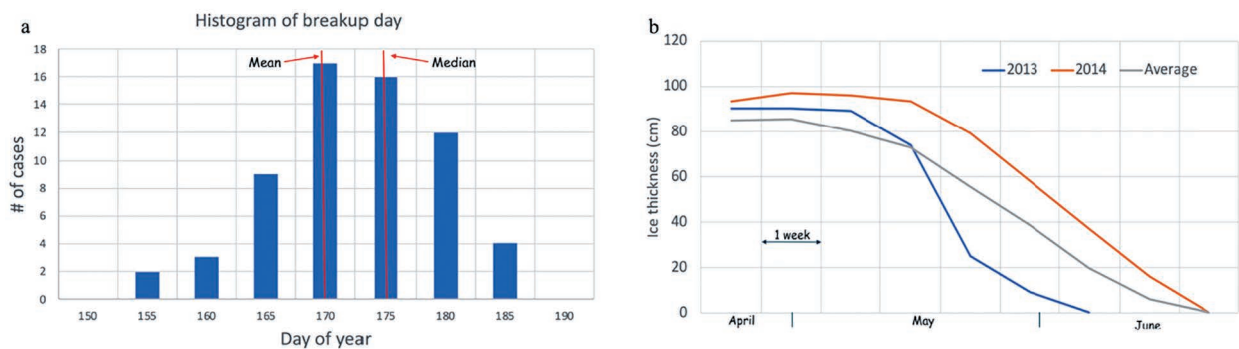 a
Histogram of breakup day
18
16
14
12
10
8
6
4
2
0
# of cases
Mean
Median
150 155 160 165 170 175 180 185 190
Day of year
b
120
100
80
60
40
20
0
Ice thickness (cm)
2013 2014 Average
1 week
April May June